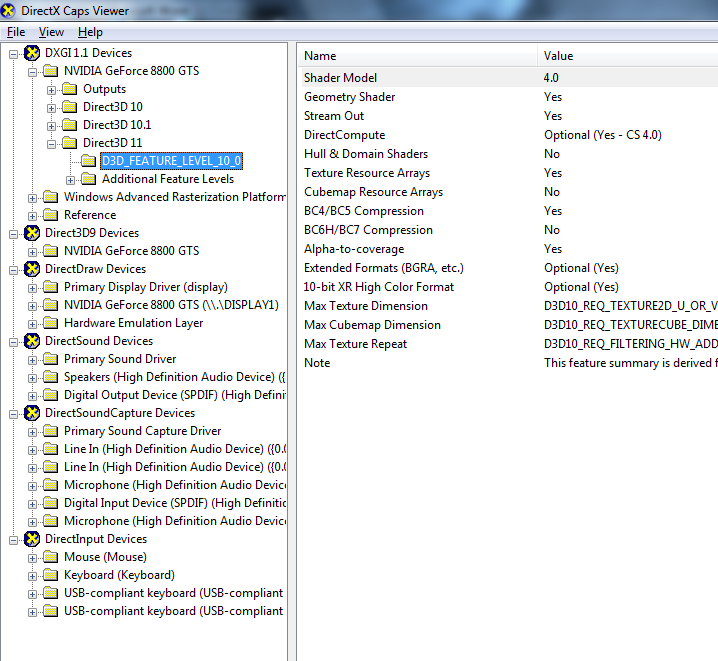 DirectX Caps Viewer
File View Help
DXGI 1.1 Devices
NVIDIA GeForce 8800 GTS
Outputs
Direct3D 10
Direct3D 10.1
Direct3D 11
D3D_FEATURE_LEVEL_10_0
Additional Feature Levels
Windows Advanced Rasterization Platform
Reference
Direct3D9 Devices
NVIDIA GeForce 8800 GTS
DirectDraw Devices
Primary Display Driver (display)
NVIDIA GeForce 8800 GTS (\\.\DISPLAY1)
Hardware Emulation Layer
DirectSound Devices
Primary Sound Driver
Speakers (High Definition Audio Device) ({
Digital Output Device (SPDIF) (High Defini
DirectSoundCapture Devices
Primary Sound Capture Driver
Line In (High Definition Audio Device) ({0.
Line In (High Definition Audio Device) ({0.
Microphone (High Definition Audio Device
Digital Input Device (SPDIF) (High Definitic
Microphone (High Definition Audio Device
DirectInput Devices
Mouse (Mouse)
Keyboard (Keyboard)
USB-compliant keyboard (USB-compliant
USB-compliant keyboard (USB-compliant
Name Value
Shader Model 4.0
Geometry Shader Yes
Stream Out Yes
DirectCompute Optional (Yes - CS 4.0)
Hull & Domain Shaders No
Texture Resource Arrays Yes
Cubemap Resource Arrays No
BC4/BC5 Compression Yes
BC6H/BC7 Compression No
Alpha-to-coverage Yes
Extended Formats (BGRA, etc.) Optional (Yes)
10-bit XR High Color Format Optional (Yes)
Max Texture Dimension D3D10_REQ_TEXTURE2D_U_OR_V
Max Cubemap Dimension D3D10_REQ_TEXTURECUBE_DIME
Max Texture Repeat D3D10_REQ_FILTERING_HW_ADD
Note This feature summary is derived f